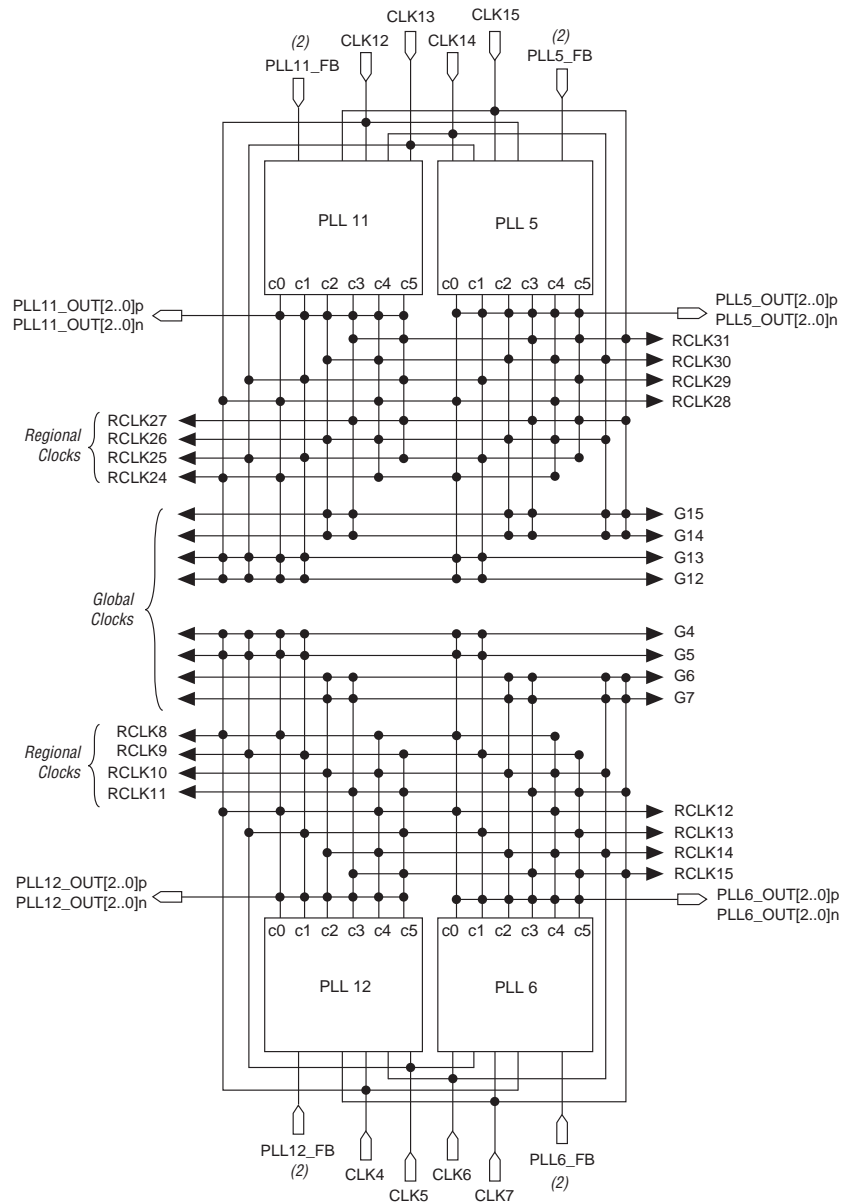 CLK13
CLK15
(2)
CLK12
CLK14
(2)
PLL11_FB
PLL5_FB
PLL 11
PLL 5
c0 c1 c2 c3 c4 c5
c0 c1 c2 c3 c4 c5
PLL11_OUT[2..0]p
PLL11_OUT[2..0]n
PLL5_OUT[2..0]p
PLL5_OUT[2..0]n
RCLK31
RCLK30
RCLK29
RCLK28
RCLK27
RCLK26
RCLK25
RCLK24
Regional
Clocks
G15
G14
G13
G12
Global
Clocks
G4
G5
G6
G7
RCLK8
RCLK9
RCLK10
RCLK11
Regional
Clocks
RCLK12
RCLK13
RCLK14
RCLK15
PLL12_OUT[2..0]p
PLL12_OUT[2..0]n
PLL6_OUT[2..0]p
PLL6_OUT[2..0]n
c0 c1 c2 c3 c4 c5
c0 c1 c2 c3 c4 c5
PLL 12
PLL 6
PLL12_FB
(2)
CLK4
CLK6
PLL6_FB
(2)
CLK5
CLK7